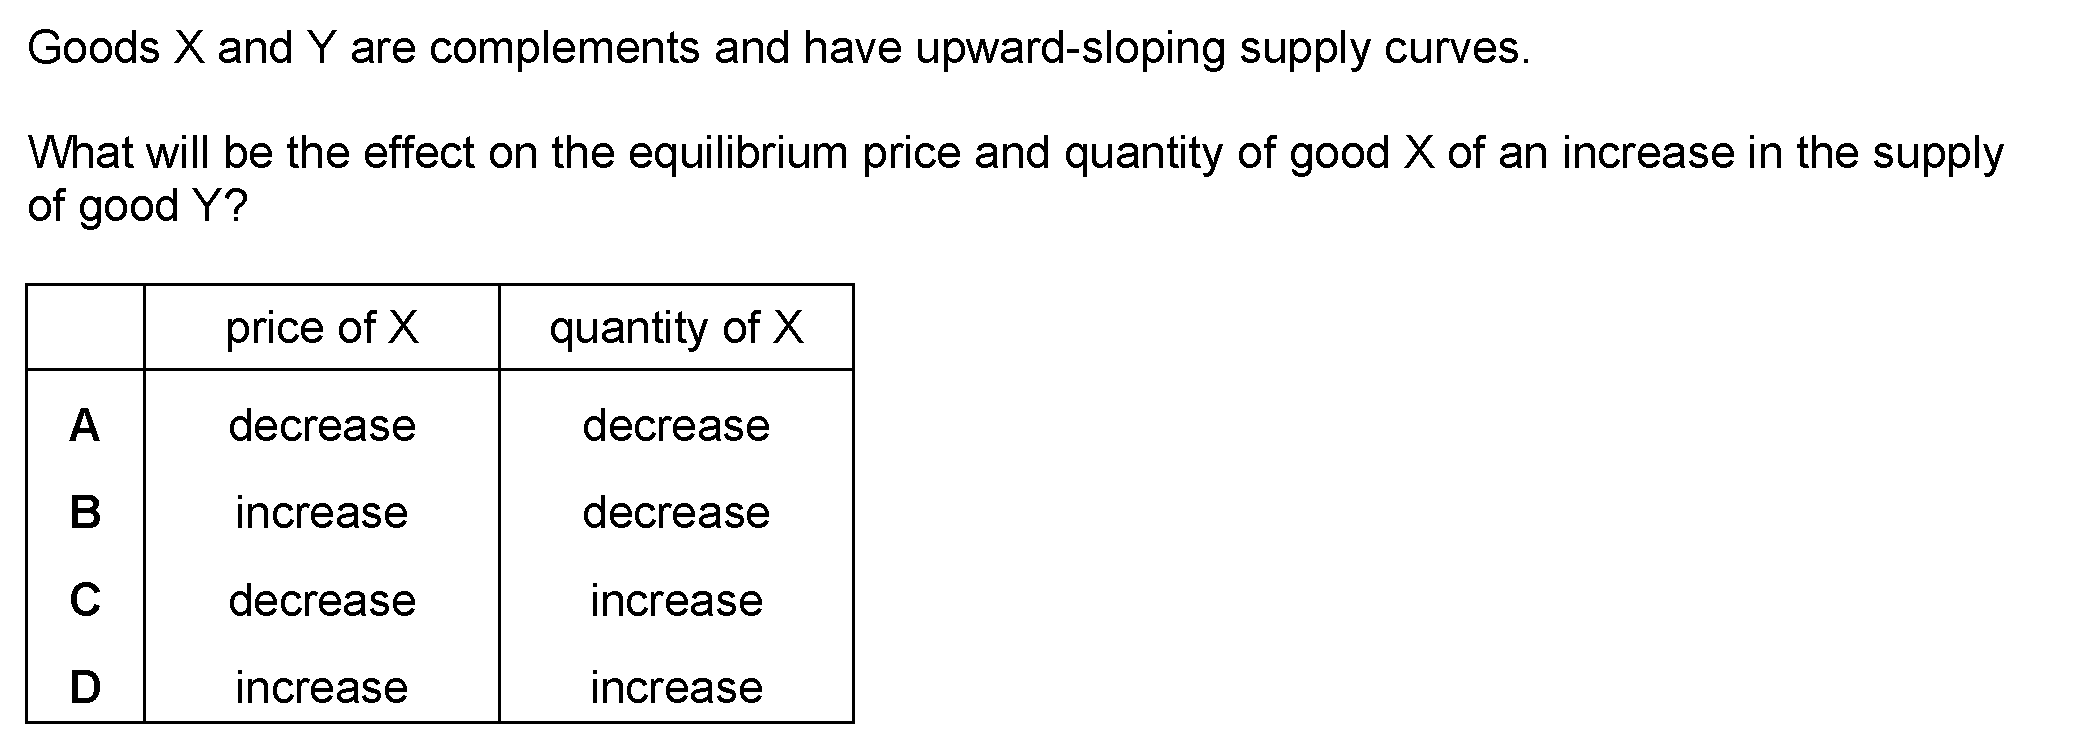 Goods X and Y are complements and have upward-sloping supply curves.
What will be the effect on the equilibrium price and quantity of good X of an increase in the supply
of good Y?
price of X quantity of X
A decrease decrease
B increase decrease
C decrease increase
D increase increase